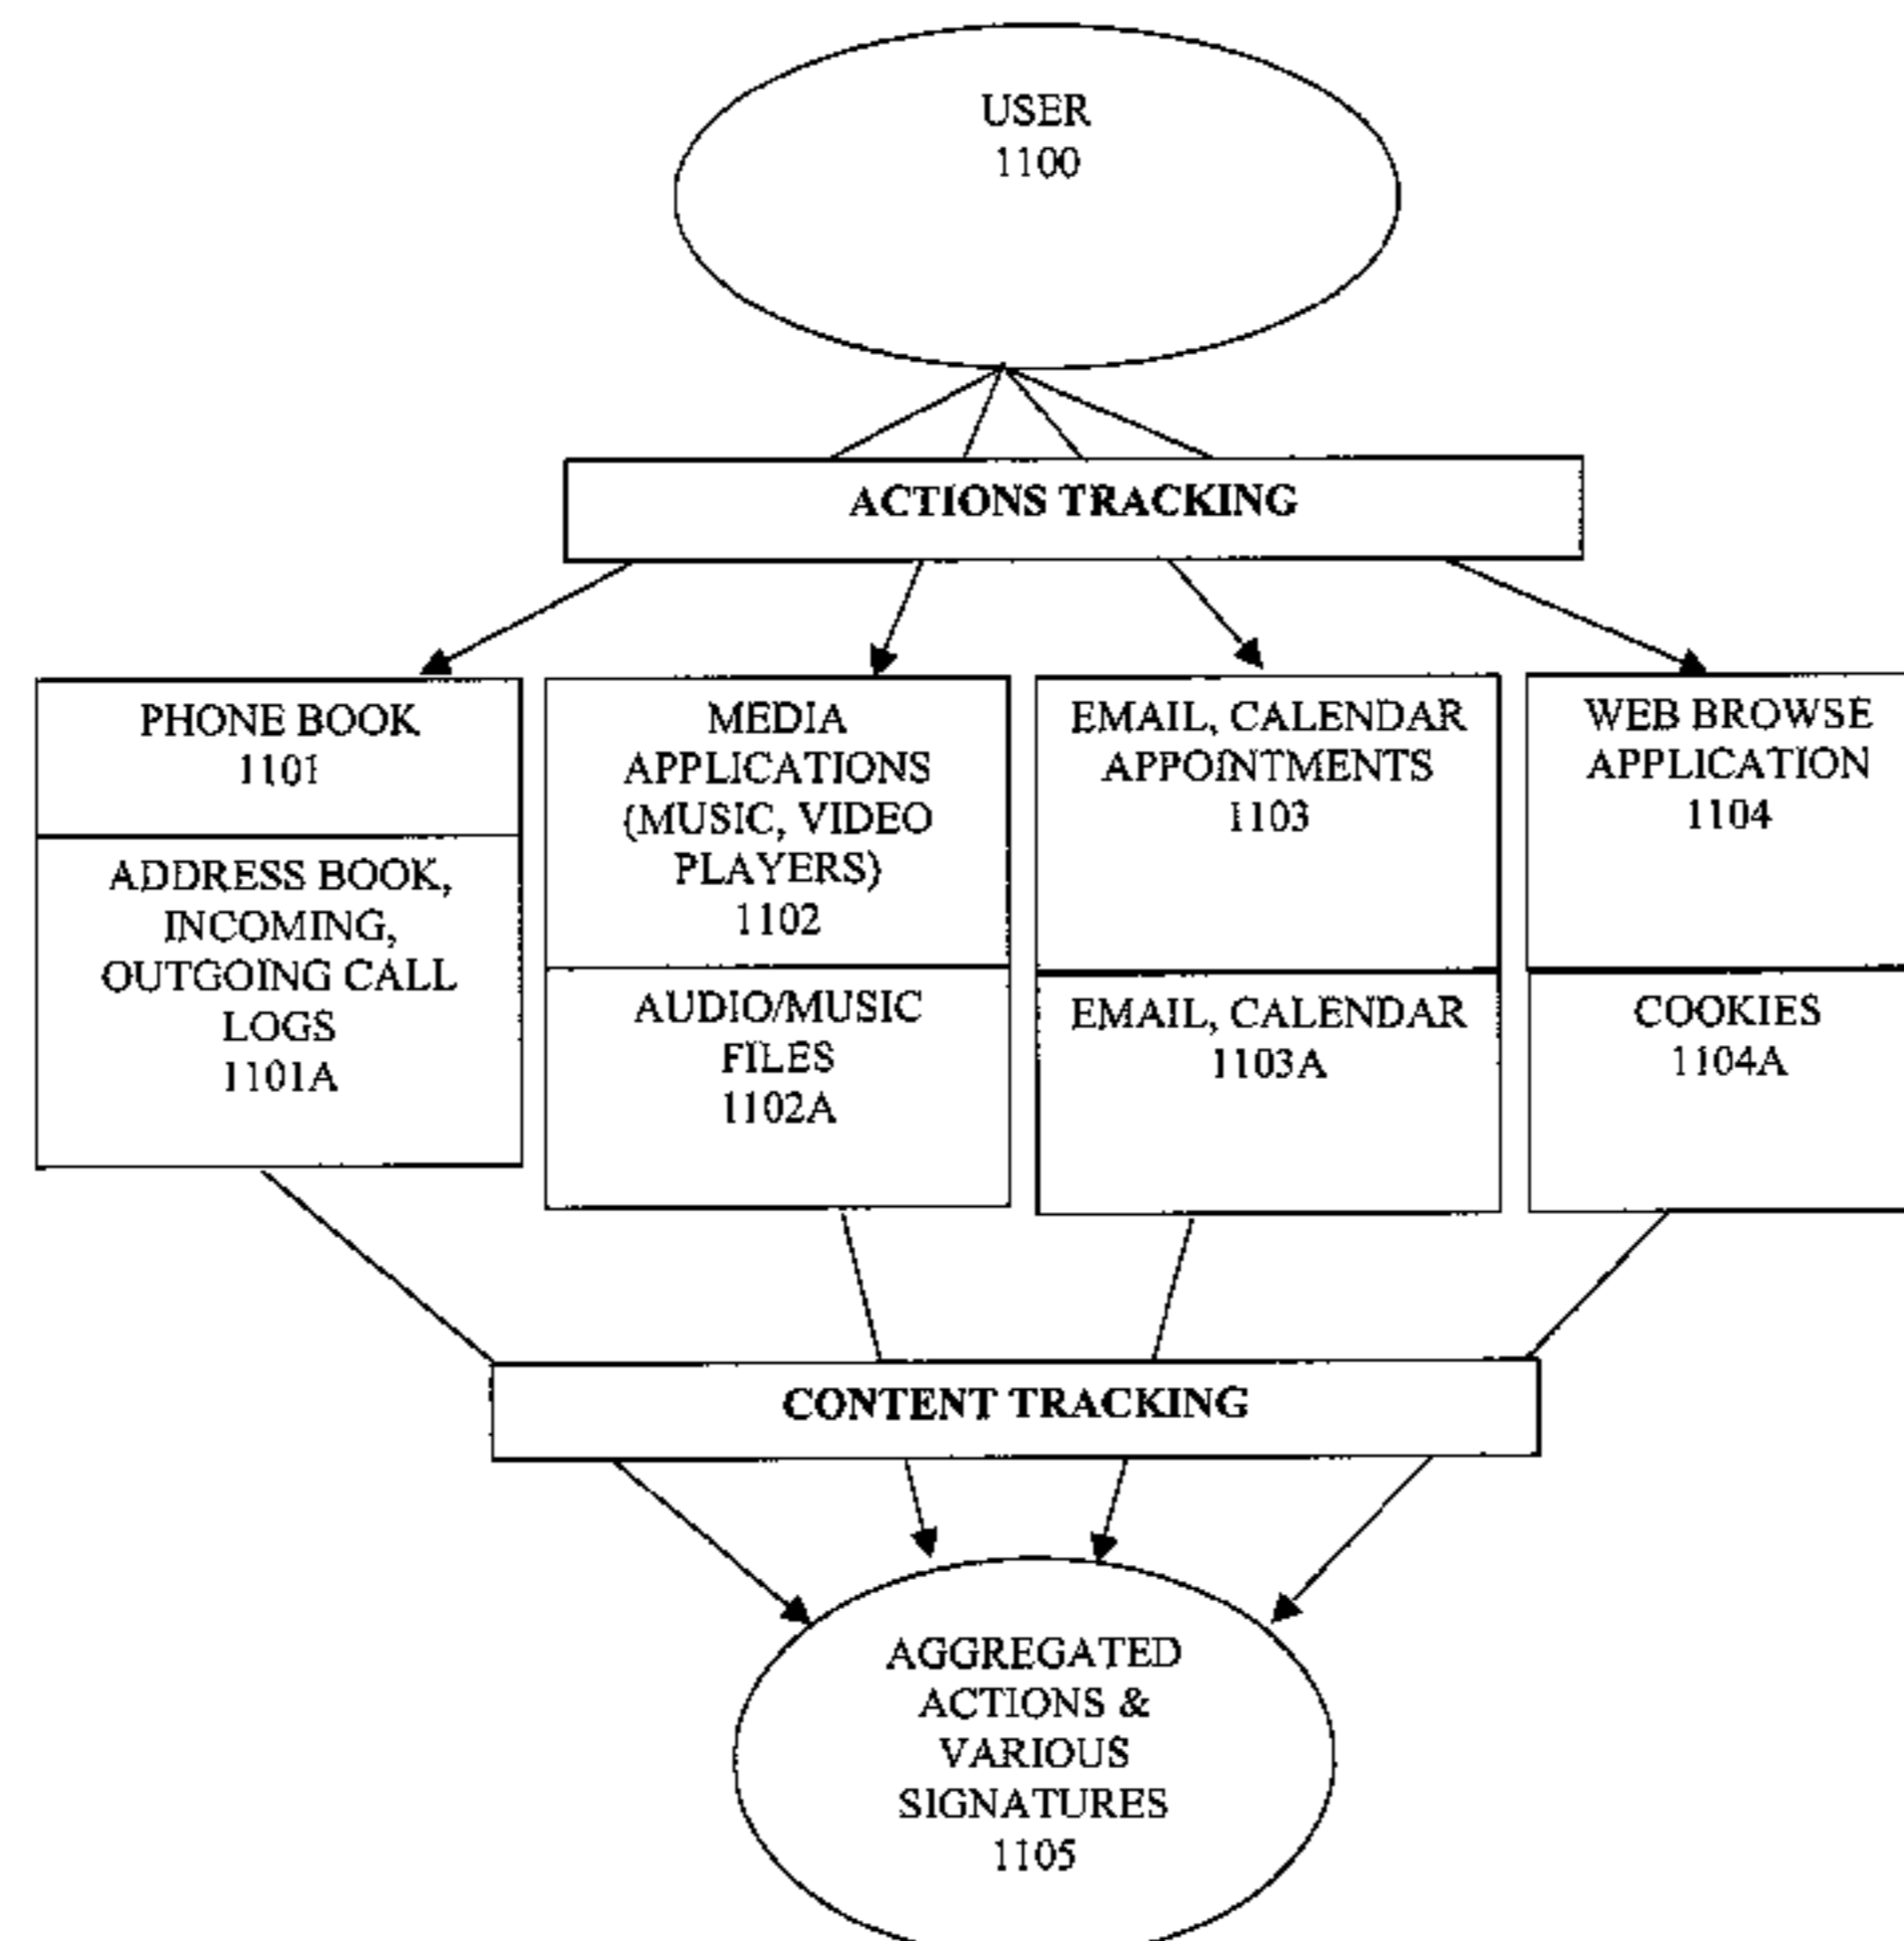 USER
1100
ACTIONS TRACKING
PHONE BOOK
1101
ADDRESS BOOK,
INCOMING,
OUTGOING CALL
LOGS
1101A
MEDIA
APPLICATIONS
(MUSIC, VIDEO
PLAYERS)
1102
AUDIO/MUSIC
FILES
1102A
EMAIL, CALENDAR
APPOINTMENTS
1103
EMAIL, CALENDAR
1103A
WEB BROWSE
APPLICATION
1104
COOKIES
1104A
CONTENT TRACKING
AGGREGATED
ACTIONS &
VARIOUS
SIGNATURES
1105